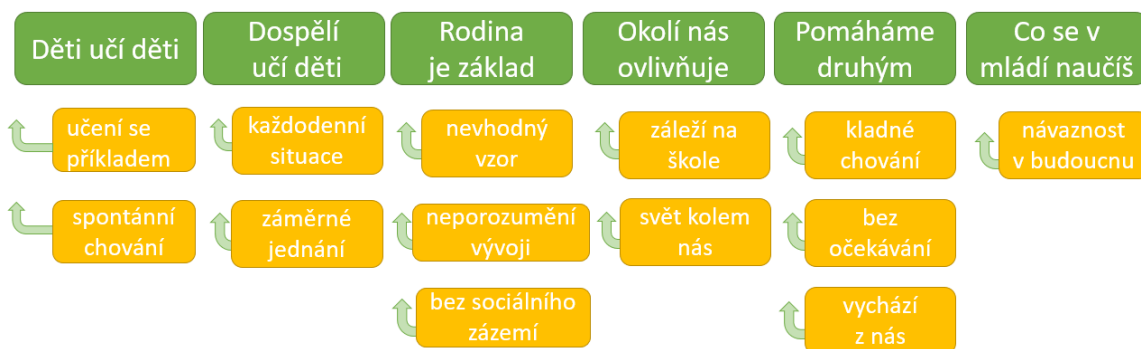 Děti učí děti
Dospělí
učí děti
Rodina
je základ
Okolí nás
ovlivňuje
Pomáháme
druhým
Co se v
mládí naučíš
učení se
příkladem
každodenní
situace
nevhodný
vzor
záleží na
škole
kladné
chování
návaznost
v budoucnu
spontánní
chování
záměrné
jednání
neporozumění
vývoji
svět kolem
nás
bez
očekávání
bez sociálního
zázemí
vychází
z nás